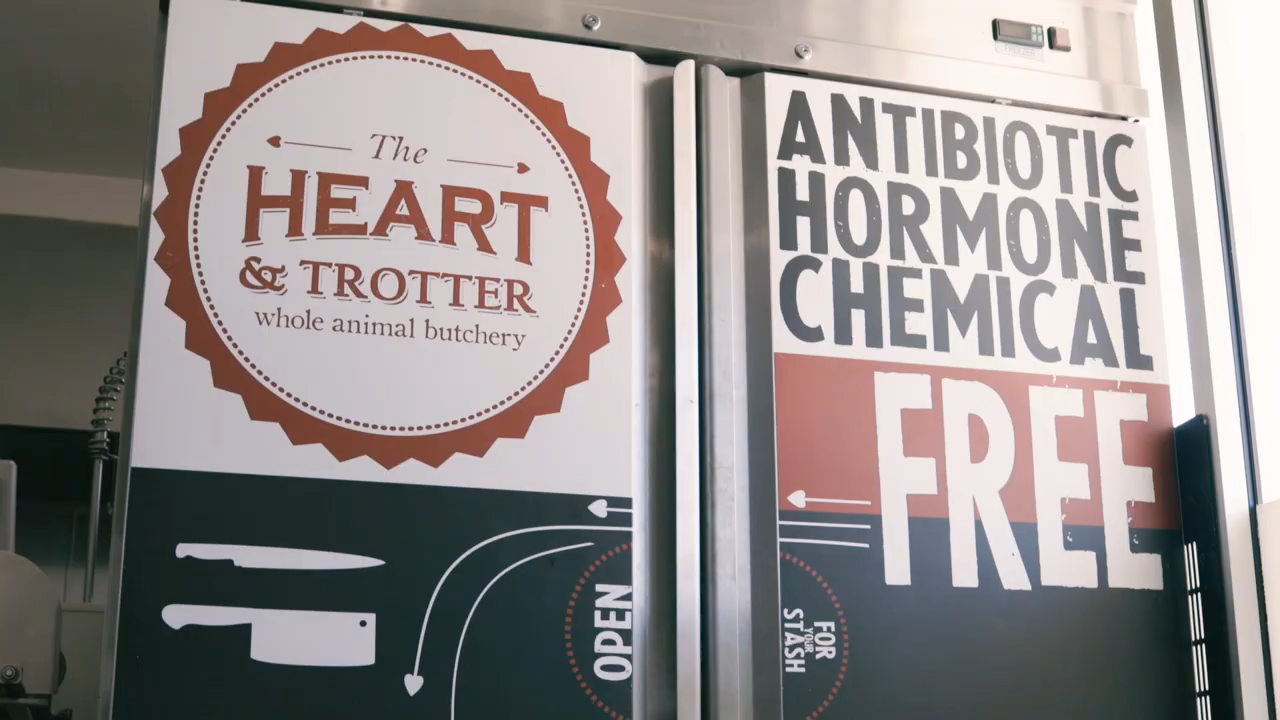 The
HEART
& TROTTER
whole animal butchery
ANTIBIOTIC
HORMONE
CHEMICAL
FREE
OPEN
FOR
YOUR
STASH